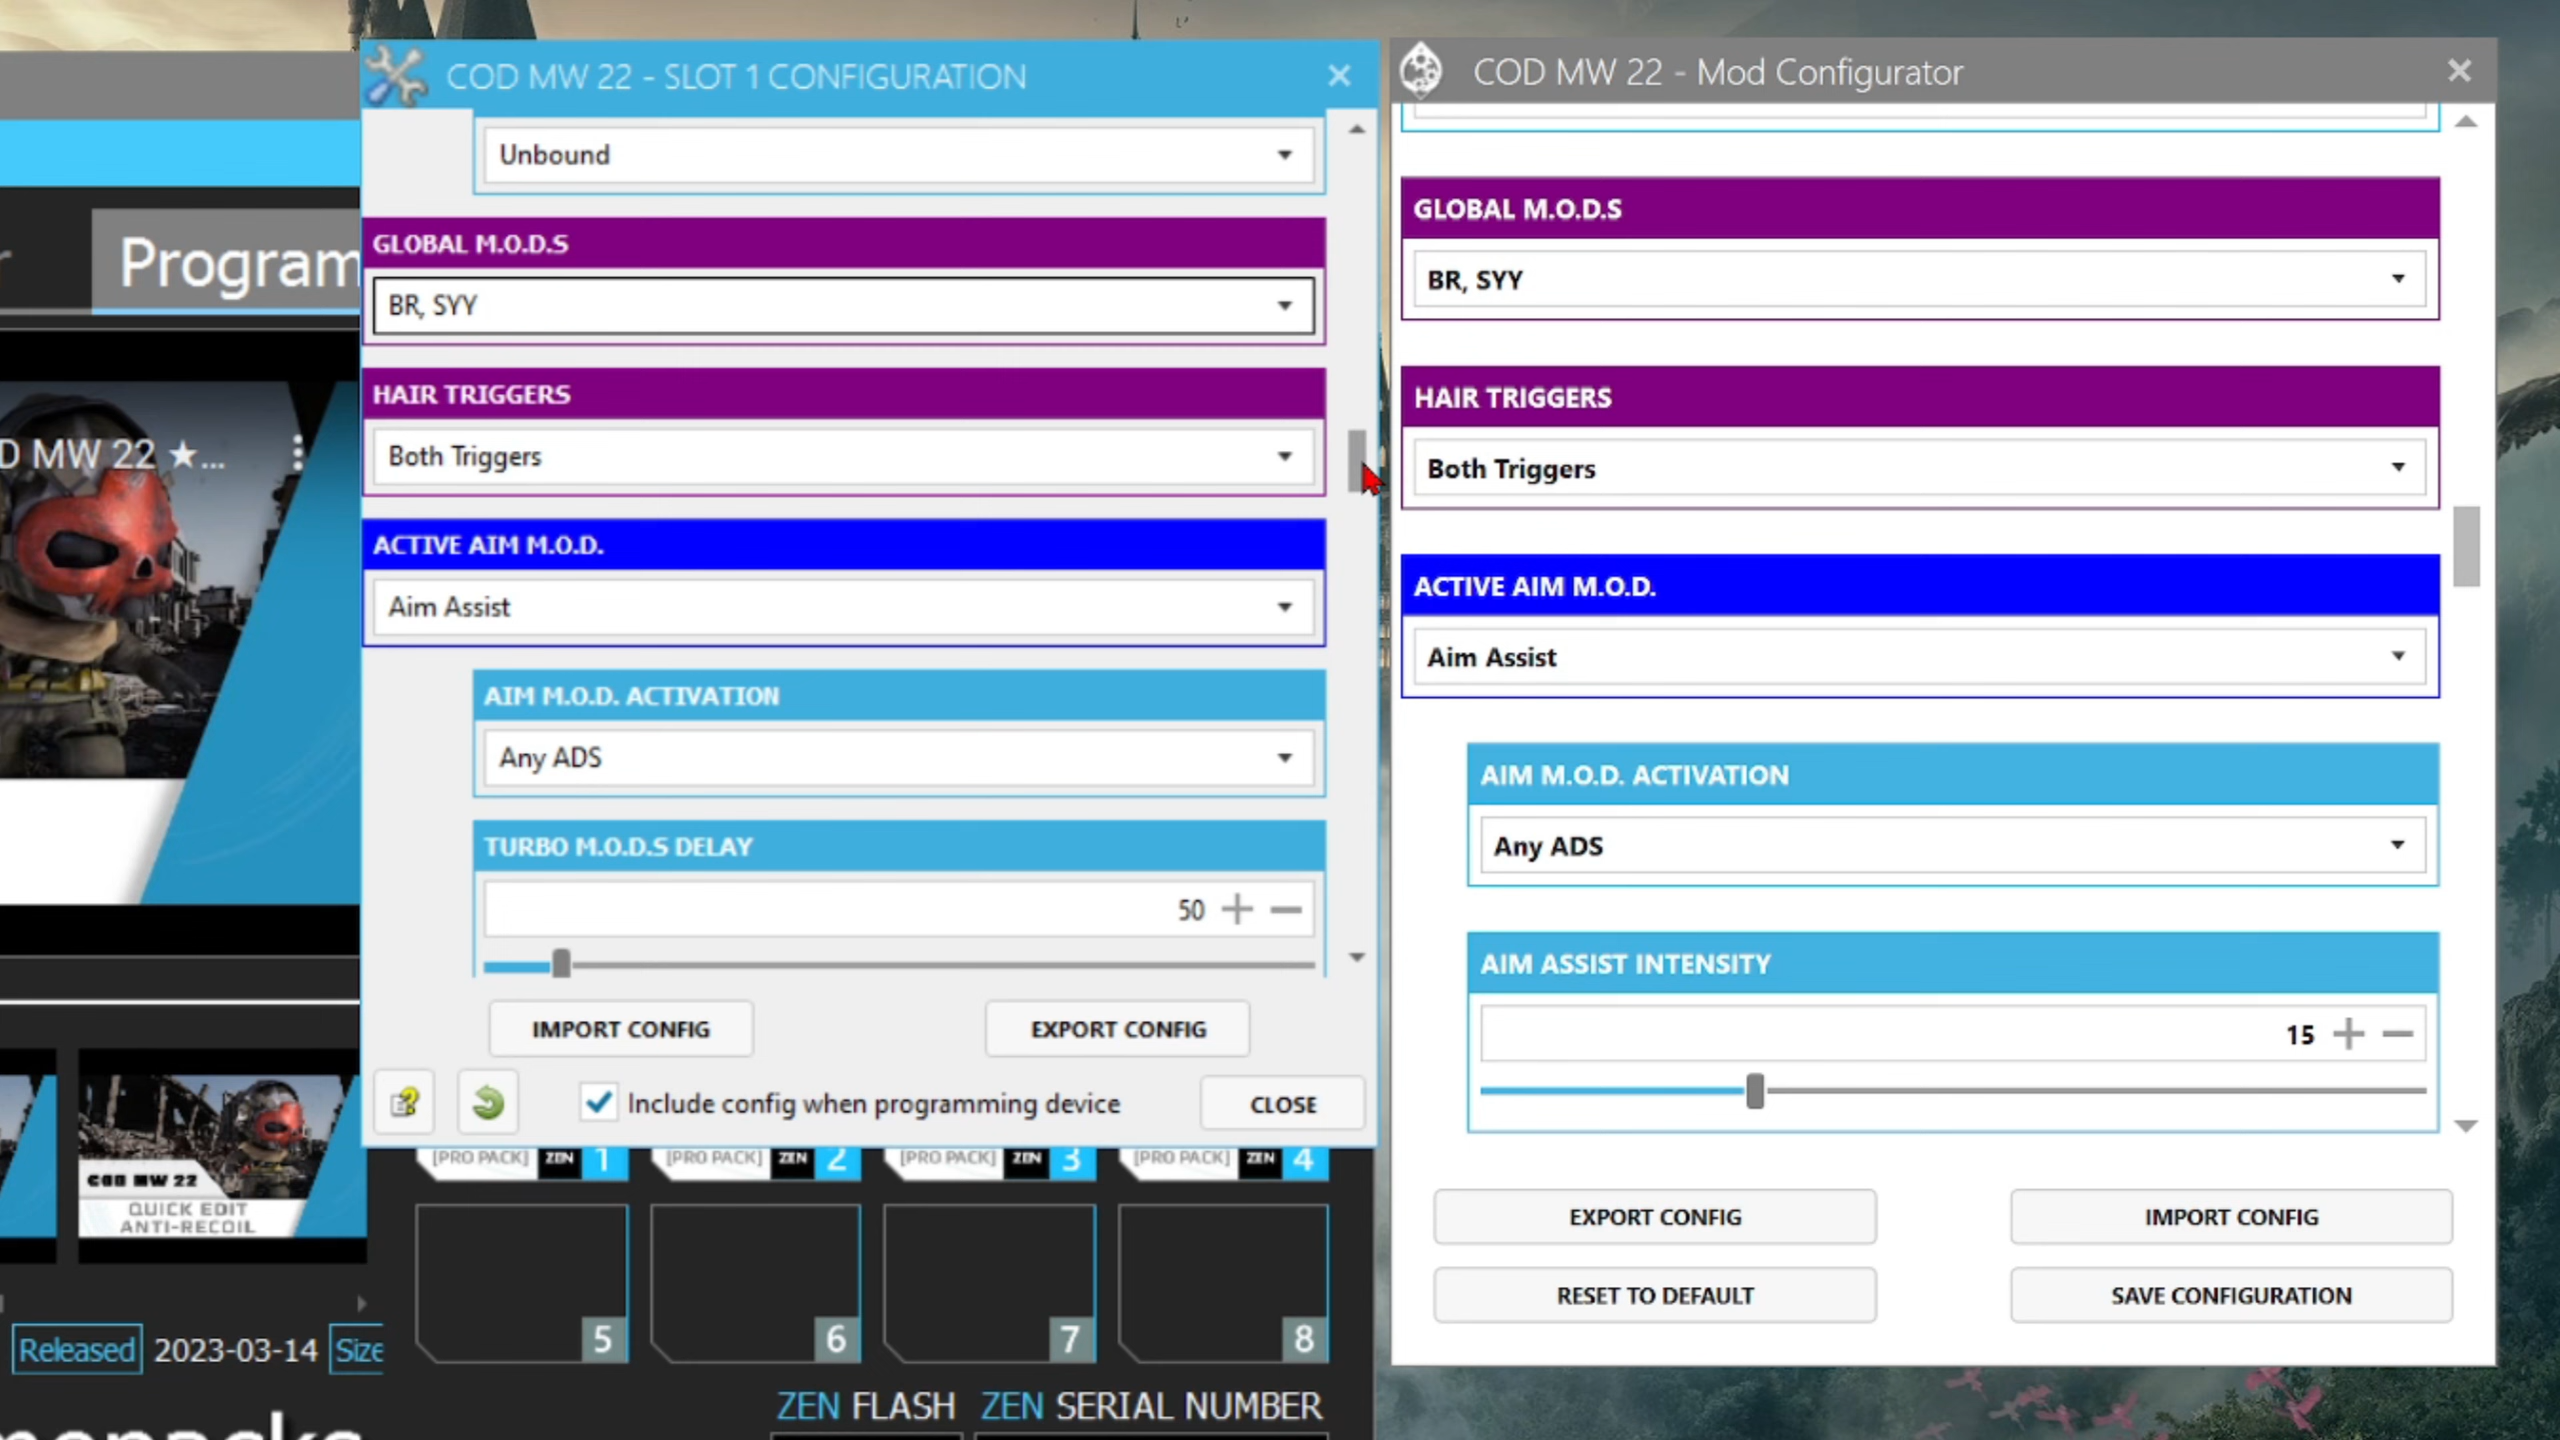 COD MW 22 - SLOT 1 CONFIGURATION
Unbound
GLOBAL M.O.D.S
BR, SYY
HAIR TRIGGERS
Both Triggers
ACTIVE AIM M.O.D.
Aim Assist
AIM M.O.D. ACTIVATION
Any ADS
TURBO M.O.D.S DELAY
50
IMPORT CONFIG
EXPORT CONFIG
Include config when programming device
CLOSE
COD MW 22 - Mod Configurator
GLOBAL M.O.D.S
BR, SYY
HAIR TRIGGERS
Both Triggers
ACTIVE AIM M.O.D.
Aim Assist
AIM M.O.D. ACTIVATION
Any ADS
AIM ASSIST INTENSITY
15
EXPORT CONFIG
IMPORT CONFIG
RESET TO DEFAULT
SAVE CONFIGURATION
Program
D MW 22 ★...
COD MW 22
QUICK EDIT
ANTI-RECOIL
Released 2023-03-14 Size
[PRO PACK] ZEN 1
[PRO PACK] ZEN 2
[PRO PACK] ZEN 3
[PRO PACK] ZEN 4
5
6
7
8
ZEN FLASH
ZEN SERIAL NUMBER